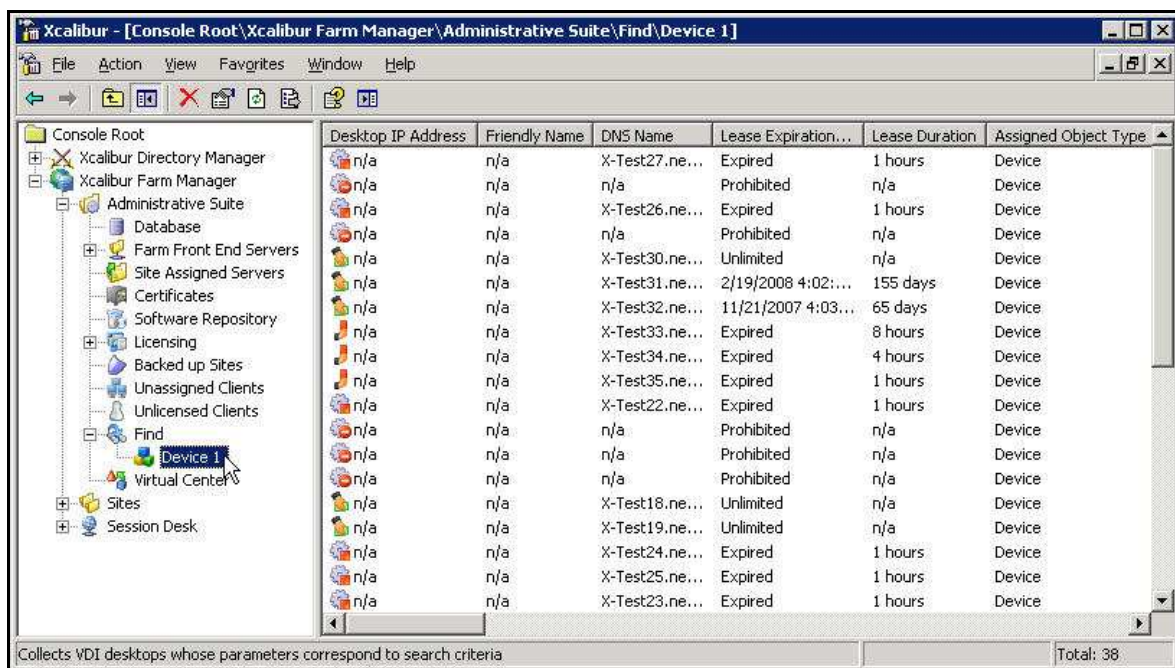 Xcalibur - [Console Root\Xcalibur Farm Manager\Administrative Suite\Find\Device 1]
File Action View Favorites Window Help
Console Root
Xcalibur Directory Manager
Xcalibur Farm Manager
Administrative Suite
Database
Farm Front End Servers
Site Assigned Servers
Certificates
Software Repository
Licensing
Backed up Sites
Unassigned Clients
Unlicensed Clients
Find
Device 1
Virtual Center
Sites
Session Desk
Desktop IP Address Friendly Name DNS Name Lease Expiration... Lease Duration Assigned Object Type
n/a n/a X-Test27.ne... Expired 1 hours Device
n/a n/a n/a Prohibited n/a Device
n/a n/a X-Test26.ne... Expired 1 hours Device
n/a n/a n/a Prohibited n/a Device
n/a n/a X-Test30.ne... Unlimited n/a Device
n/a n/a X-Test31.ne... 2/19/2008 4:02:... 155 days Device
n/a n/a X-Test32.ne... 11/21/2007 4:03... 65 days Device
n/a n/a X-Test33.ne... Expired 8 hours Device
n/a n/a X-Test34.ne... Expired 4 hours Device
n/a n/a X-Test35.ne... Expired 1 hours Device
n/a n/a X-Test22.ne... Expired 1 hours Device
n/a n/a n/a Prohibited n/a Device
n/a n/a n/a Prohibited n/a Device
n/a n/a n/a Prohibited n/a Device
n/a n/a X-Test18.ne... Unlimited n/a Device
n/a n/a X-Test19.ne... Unlimited n/a Device
n/a n/a X-Test24.ne... Expired 1 hours Device
n/a n/a X-Test25.ne... Expired 1 hours Device
n/a n/a X-Test23.ne... Expired 1 hours Device
Collects VDI desktops whose parameters correspond to search criteria Total: 38